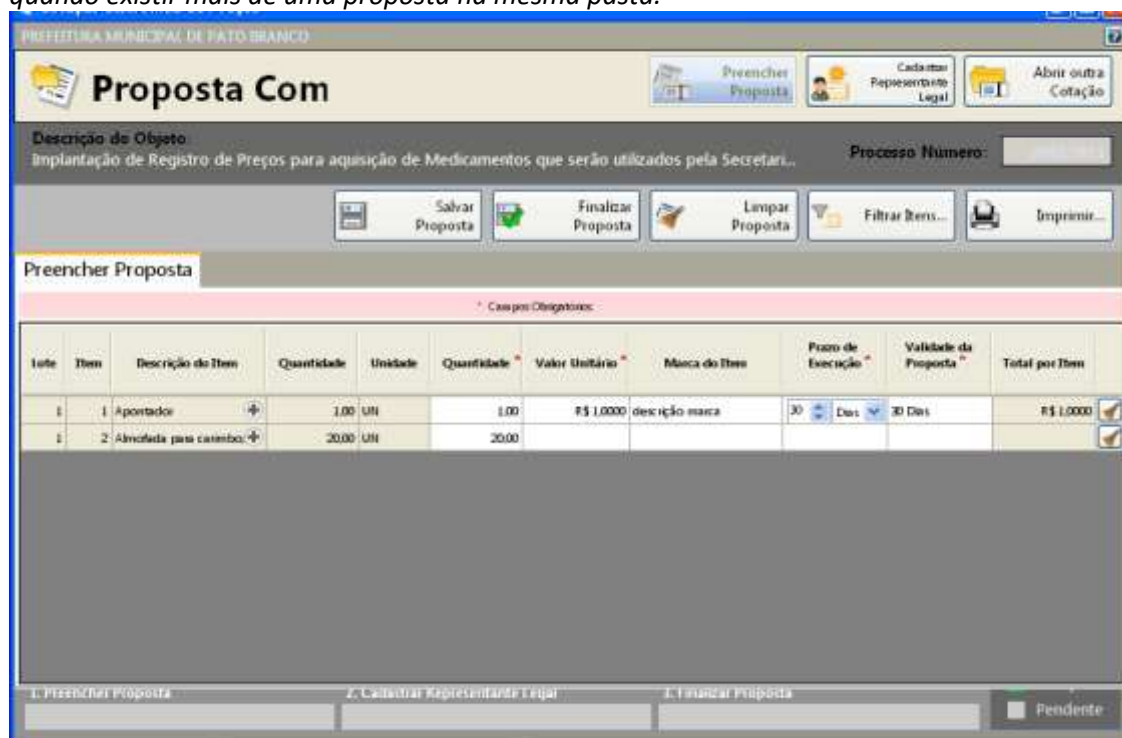 quando existir mais de uma proposta na mesma pasta.
PREFEITURA MUNICIPAL DE PATO BRANCO
Proposta Com
Preencher
Proposta
Cadastrar
Representante
Legal
Abrir outra
Cotação
Descrição do Objeto
Implantação de Registro de Preços para aquisição de Medicamentos que serão utilizados pela Secretari...
Processo Número:
Salvar
Proposta
Finalizar
Proposta
Limpar
Proposta
Filtrar Itens...
Imprimir...
Preencher Proposta
* Campos Obrigatórios
Lote Item Descrição do Item Quantidade Unidade Quantidade * Valor Unitário * Marca do Item Prazo de Execução * Validade da Proposta * Total por Item
1 1 Apontador 1,00 UN 1,00 R$ 1,0000 descrição marca 30 Dias 30 Dias R$ 1,0000
1 2 Almofada para carimbo, 20,00 UN 20,00
1. Preencher Proposta 2. Cadastrar Representante Legal 3. Finalizar Proposta
Pendente